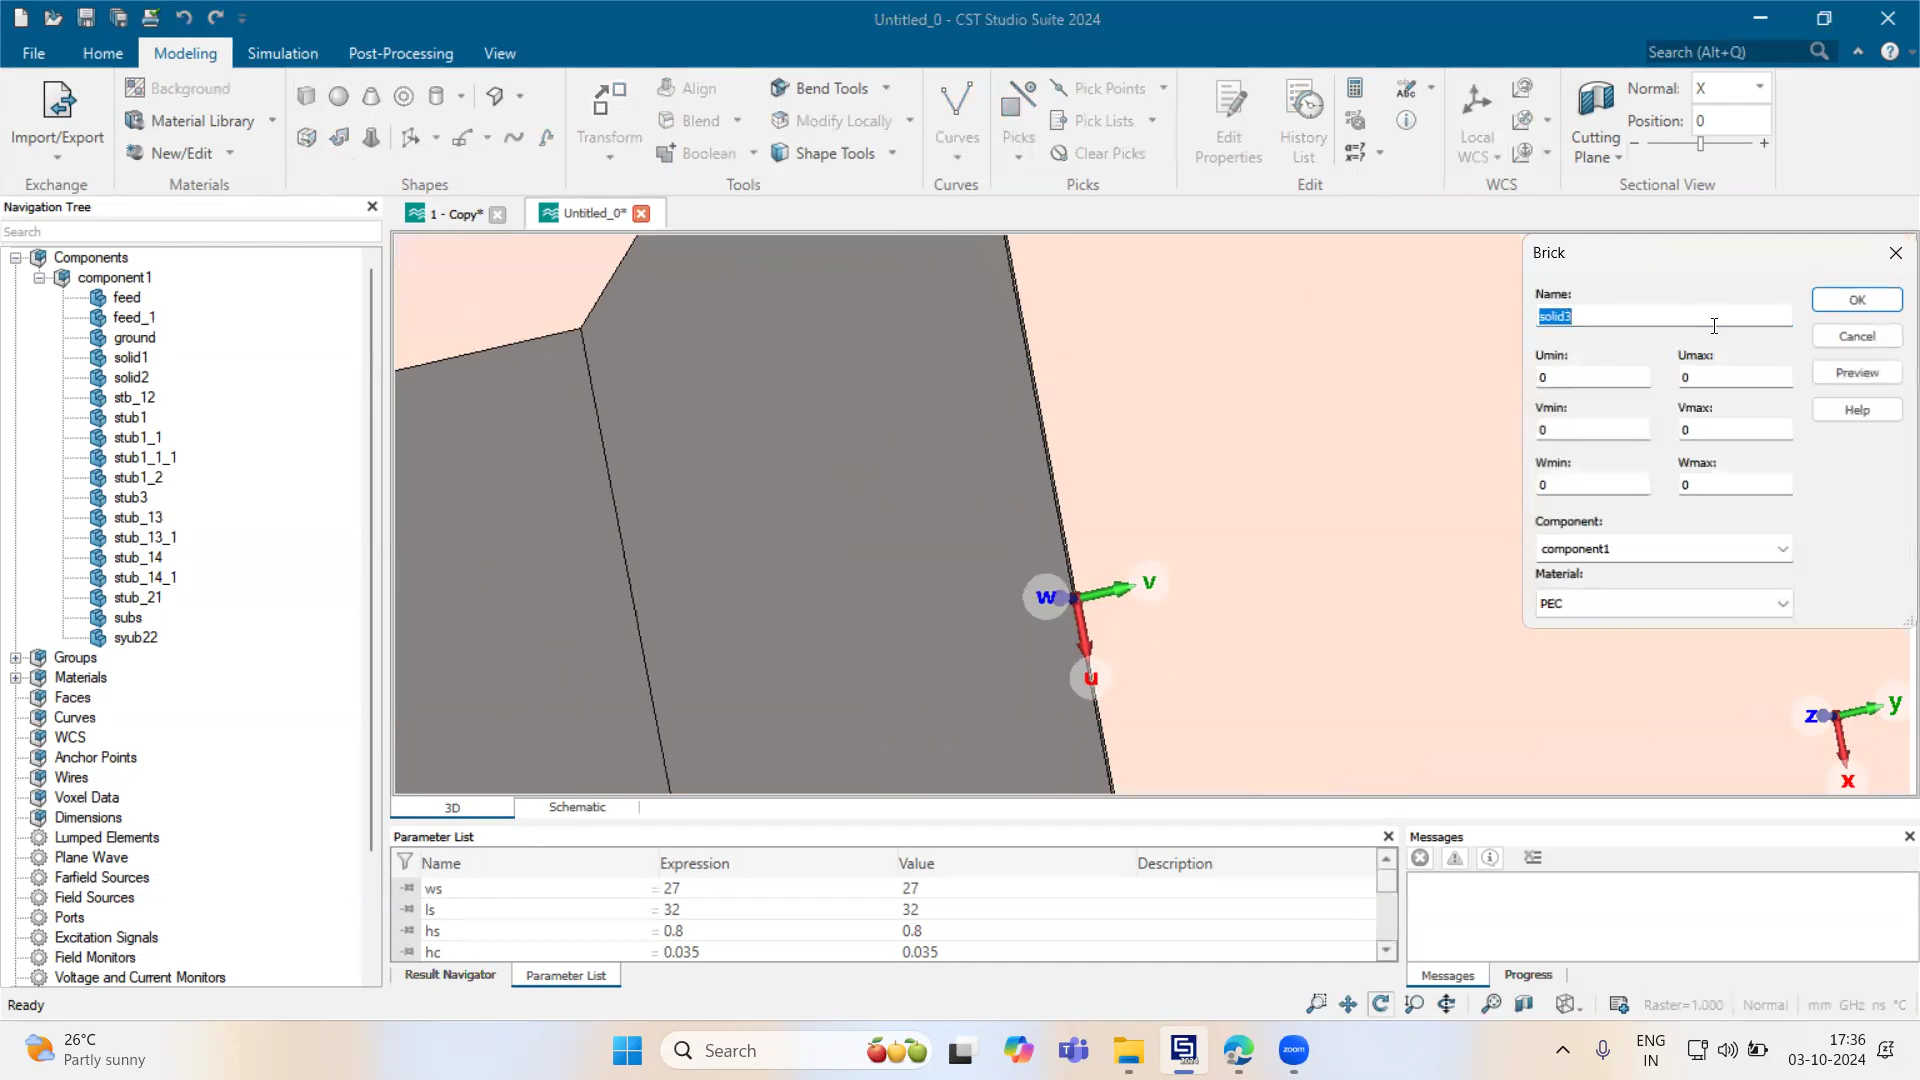 Untitled_0 - CST Studio Suite 2024
File
Home
Modeling
Simulation
Post-Processing
View
Search (Alt+Q)
Import/Export
Exchange
Background
Material Library
New/Edit
Materials
Shapes
Transform
Align
Blend
Boolean
Bend Tools
Modify Locally
Shape Tools
Tools
Curves
Curves
Picks
Pick Points
Pick Lists
Clear Picks
Picks
Edit
Properties
History
List
Edit
Local
WCS
WCS
Cutting
Plane
Normal:
X
Position:
0
Sectional View
Navigation Tree
Search
Components
component1
feed
feed_1
ground
solid1
solid2
stb_12
stub1
stub1_1
stub1_1_1
stub1_2
stub3
stub_13
stub_13_1
stub_14
stub_14_1
stub_21
subs
syub22
Groups
Materials
Faces
Curves
WCS
Anchor Points
Wires
Voxel Data
Dimensions
Lumped Elements
Plane Wave
Farfield Sources
Field Sources
Ports
Excitation Signals
Field Monitors
Voltage and Current Monitors
1 - Copy*
Untitled_0*
w
v
u
z
y
x
Brick
Name:
solid3
OK
Cancel
Preview
Help
Umin:
Umax:
0
0
Vmin:
Vmax:
0
0
Wmin:
Wmax:
0
0
Component:
component1
Material:
PEC
3D
Schematic
Parameter List
Name
Expression
Value
Description
ws = 27 27
ls = 32 32
hs = 0.8 0.8
hc = 0.035 0.035
Result Navigator
Parameter List
Messages
Messages
Progress
Ready
Raster=1.000
Normal
mm GHz ns °C
26°C
Partly sunny
Search
zoom
ENG
IN
17:36
03-10-2024